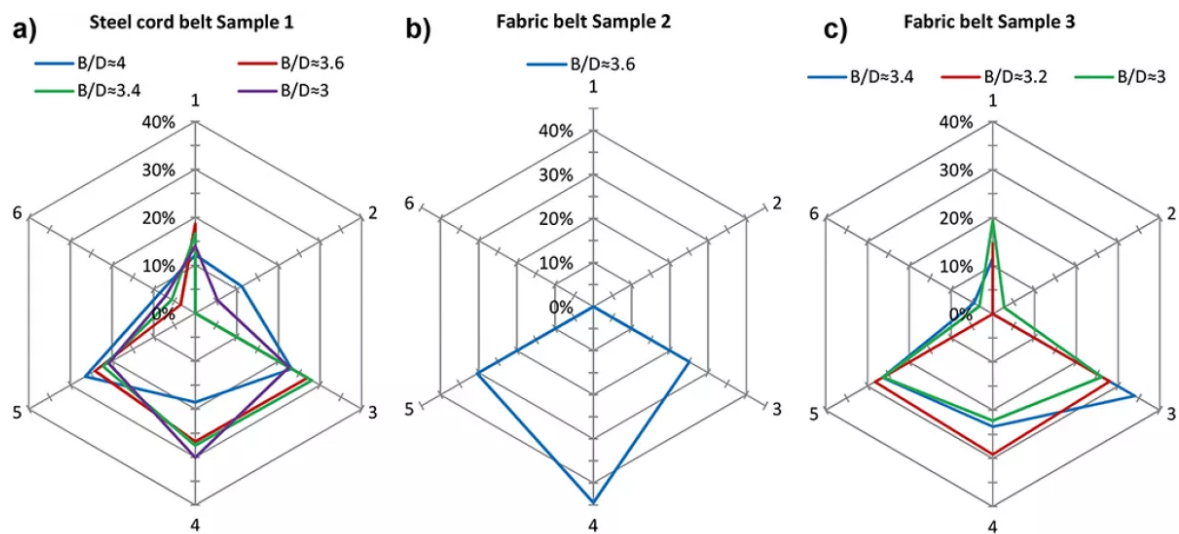 a)
Steel cord belt Sample 1
B/D≈4
B/D≈3.6
B/D≈3.4
B/D≈3
1
40%
30%
20%
10%
0%
6
2
5
3
4
b)
Fabric belt Sample 2
B/D≈3.6
1
40%
30%
20%
10%
0%
6
2
5
3
4
c)
Fabric belt Sample 3
B/D≈3.4
B/D≈3.2
B/D≈3
1
40%
30%
20%
10%
0%
6
2
5
3
4